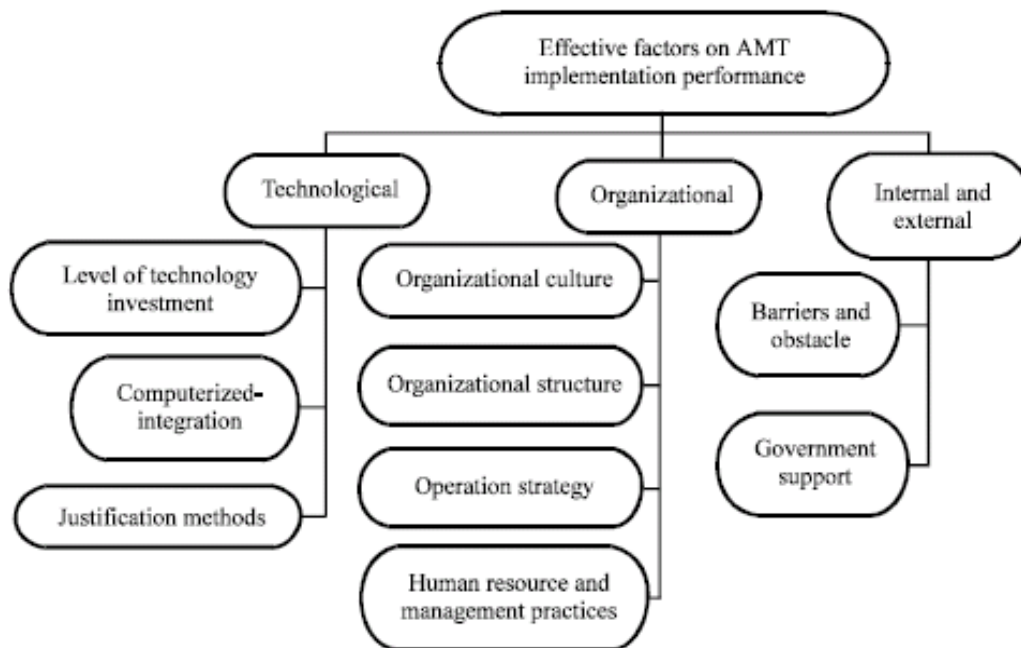 Effective factors on AMT
implementation performance
Technological
Organizational
Internal and
external
Level of technology
investment
Computerized-
integration
Justification methods
Organizational culture
Organizational structure
Operation strategy
Human resource and
management practices
Barriers and
obstacle
Government
support